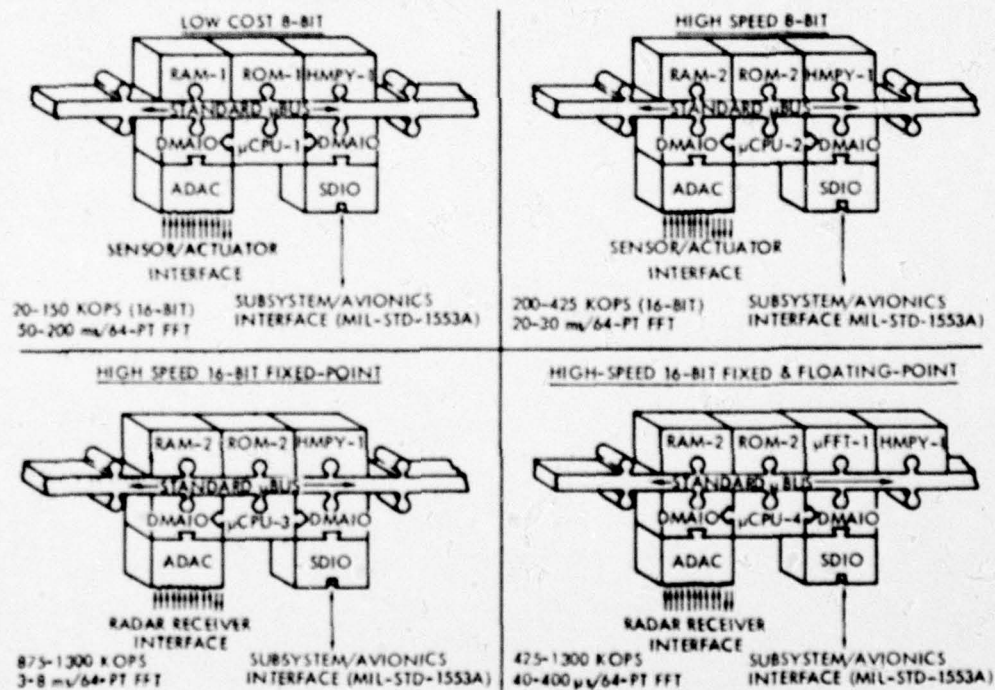 LOW COST 8-BIT
RAM-1 ROM-1 HMPY-1
STANDARD μBUS
DMAIO μCPU-1 DMAIO
ADAC SDIO
SENSOR/ACTUATOR
INTERFACE
20-150 KOPS (16-BIT)
50-200 ms/64-PT FFT
SUBSYSTEM/AVIONICS
INTERFACE (MIL-STD-1553A)
HIGH SPEED 8-BIT
RAM-2 ROM-2 HMPY-1
STANDARD μBUS
DMAIO μCPU-2 DMAIO
ADAC SDIO
SENSOR/ACTUATOR
INTERFACE
200-425 KOPS (16-BIT)
20-30 ms/64-PT FFT
SUBSYSTEM/AVIONICS
INTERFACE MIL-STD-1553A)
HIGH SPEED 16-BIT FIXED-POINT
RAM-2 ROM-2 HMPY-1
STANDARD μBUS
DMAIO μCPU-3 DMAIO
ADAC SDIO
RADAR RECEIVER
INTERFACE
875-1300 KOPS
3-8 ms/64-PT FFT
SUBSYSTEM/AVIONICS
INTERFACE (MIL-STD-1553A)
HIGH-SPEED 16-BIT FIXED & FLOATING-POINT
RAM-2 ROM-2 μFFT-1 HMPY-1
STANDARD μBUS
DMAIO μCPU-4 DMAIO
ADAC SDIO
RADAR RECEIVER
INTERFACE
475-1300 KOPS
40-400 μs/64-PT FFT
SUBSYSTEM/AVIONICS
INTERFACE (MIL-STD-1553A)